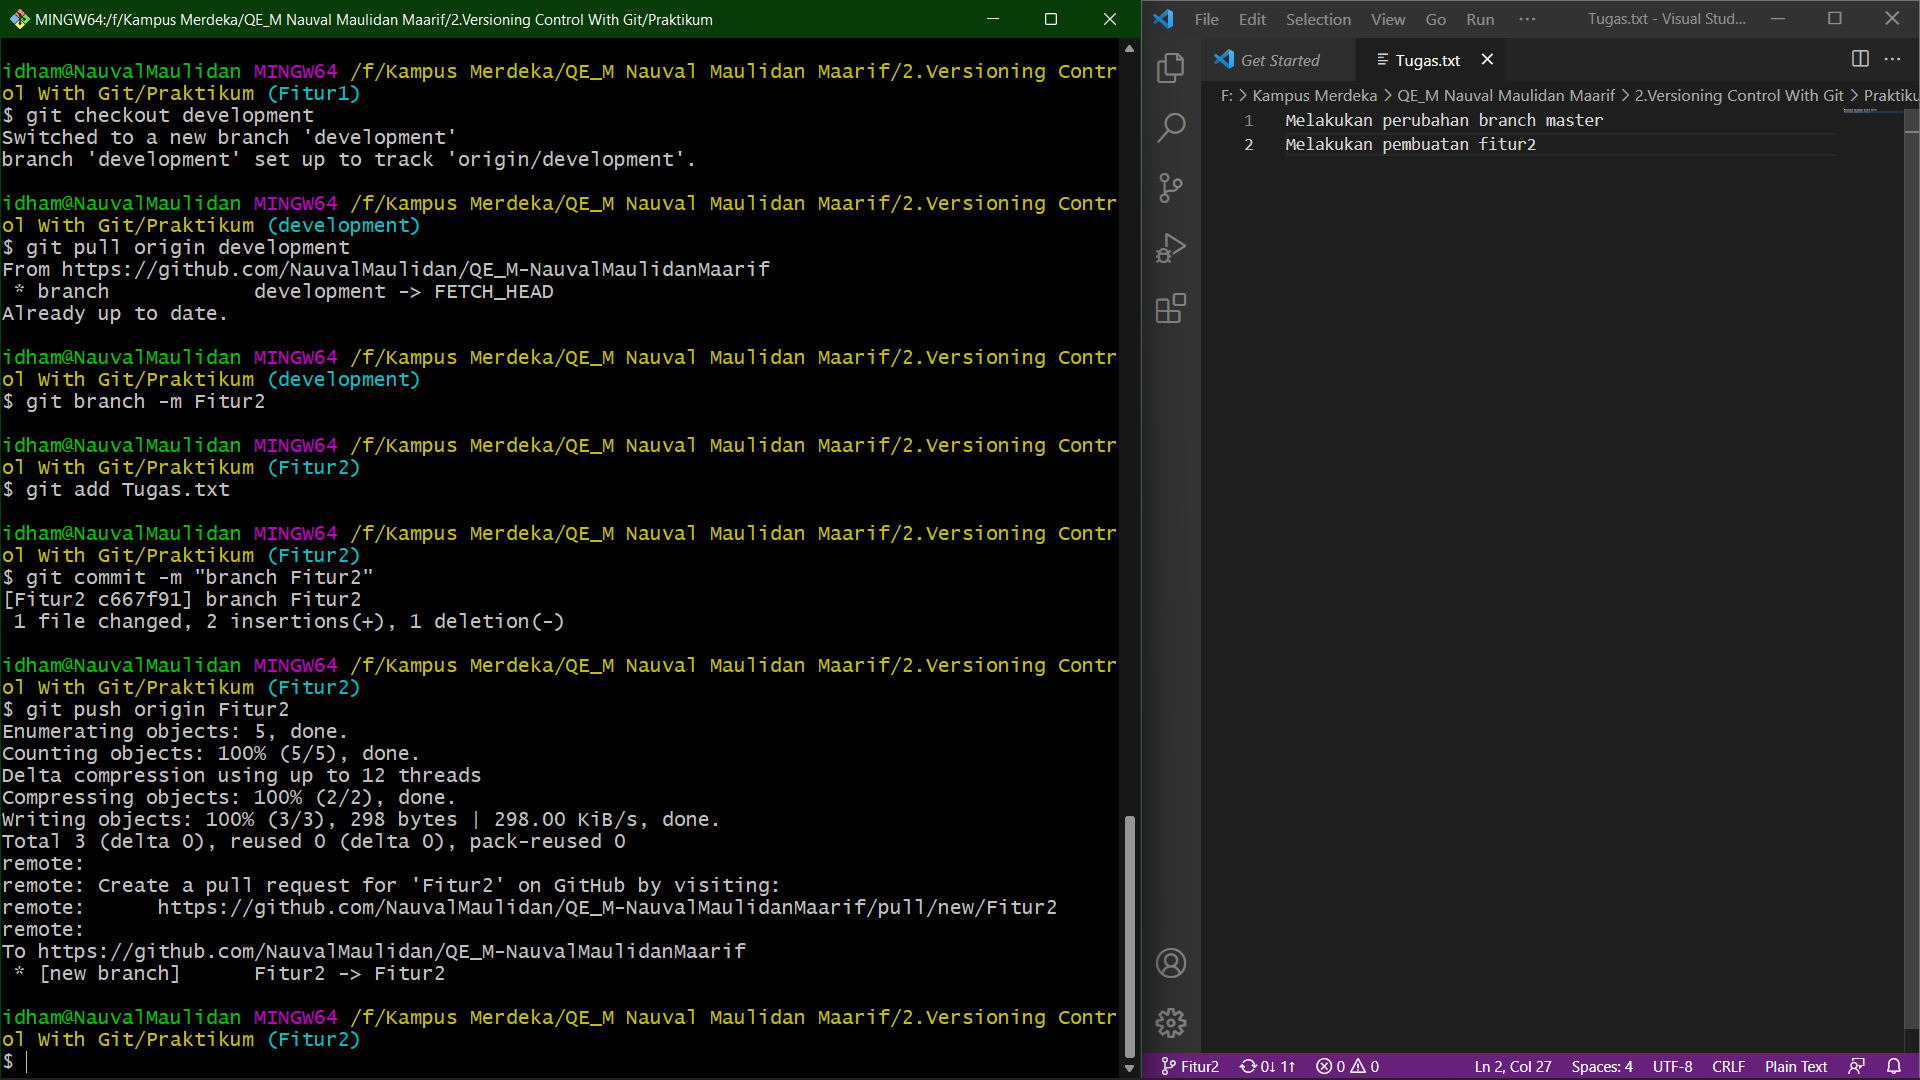 MINGW64:/f/Kampus Merdeka/QE_M Nauval Maulidan Maarif/2.Versioning Control With Git/Praktikum
idham@NauvalMaulidan MINGW64 /f/Kampus Merdeka/QE_M Nauval Maulidan Maarif/2.Versioning Contr
ol With Git/Praktikum (Fitur1)
$ git checkout development
Switched to a new branch 'development'
branch 'development' set up to track 'origin/development'.
idham@NauvalMaulidan MINGW64 /f/Kampus Merdeka/QE_M Nauval Maulidan Maarif/2.Versioning Contr
ol With Git/Praktikum (development)
$ git pull origin development
From https://github.com/NauvalMaulidan/QE_M-NauvalMaulidanMaarif
 * branch            development -> FETCH_HEAD
Already up to date.
idham@NauvalMaulidan MINGW64 /f/Kampus Merdeka/QE_M Nauval Maulidan Maarif/2.Versioning Contr
ol With Git/Praktikum (development)
$ git branch -m Fitur2
idham@NauvalMaulidan MINGW64 /f/Kampus Merdeka/QE_M Nauval Maulidan Maarif/2.Versioning Contr
ol With Git/Praktikum (Fitur2)
$ git add Tugas.txt
idham@NauvalMaulidan MINGW64 /f/Kampus Merdeka/QE_M Nauval Maulidan Maarif/2.Versioning Contr
ol With Git/Praktikum (Fitur2)
$ git commit -m "branch Fitur2"
[Fitur2 c667f91] branch Fitur2
 1 file changed, 2 insertions(+), 1 deletion(-)
idham@NauvalMaulidan MINGW64 /f/Kampus Merdeka/QE_M Nauval Maulidan Maarif/2.Versioning Contr
ol With Git/Praktikum (Fitur2)
$ git push origin Fitur2
Enumerating objects: 5, done.
Counting objects: 100% (5/5), done.
Delta compression using up to 12 threads
Compressing objects: 100% (2/2), done.
Writing objects: 100% (3/3), 298 bytes | 298.00 KiB/s, done.
Total 3 (delta 0), reused 0 (delta 0), pack-reused 0
remote:
remote: Create a pull request for 'Fitur2' on GitHub by visiting:
remote:      https://github.com/NauvalMaulidan/QE_M-NauvalMaulidanMaarif/pull/new/Fitur2
remote:
To https://github.com/NauvalMaulidan/QE_M-NauvalMaulidanMaarif
 * [new branch]      Fitur2 -> Fitur2
idham@NauvalMaulidan MINGW64 /f/Kampus Merdeka/QE_M Nauval Maulidan Maarif/2.Versioning Contr
ol With Git/Praktikum (Fitur2)
$
File Edit Selection View Go Run ··· Tugas.txt - Visual Stud...
Get Started Tugas.txt
F: > Kampus Merdeka > QE_M Nauval Maulidan Maarif > 2.Versioning Control With Git > Praktiku
1 Melakukan perubahan branch master
2 Melakukan pembuatan fitur2
Fitur2 0↓ 1↑ 0 0 Ln 2, Col 27 Spaces: 4 UTF-8 CRLF Plain Text